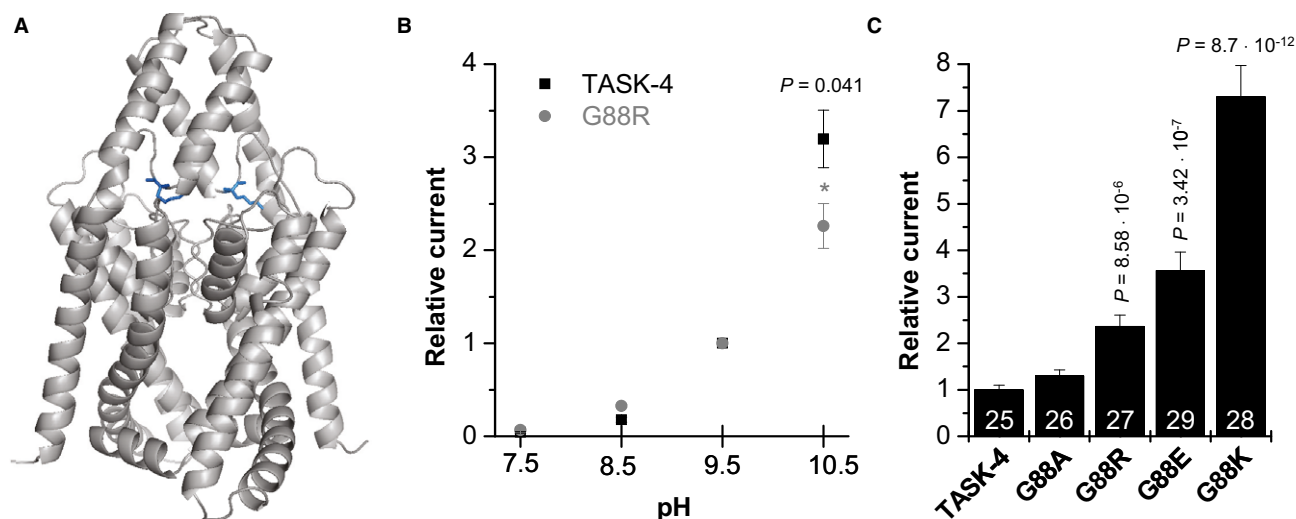 A
B
4
3
2
1
0
Relative current
TASK-4
G88R
P = 0.041
*
7.5 8.5 9.5 10.5
pH
C
8
7
6
5
4
3
2
1
0
Relative current
P = 8.58 · 10-6
P = 3.42 · 10-7
P = 8.7 · 10-12
25 26 27 29 28
TASK-4 G88A G88R G88E G88K